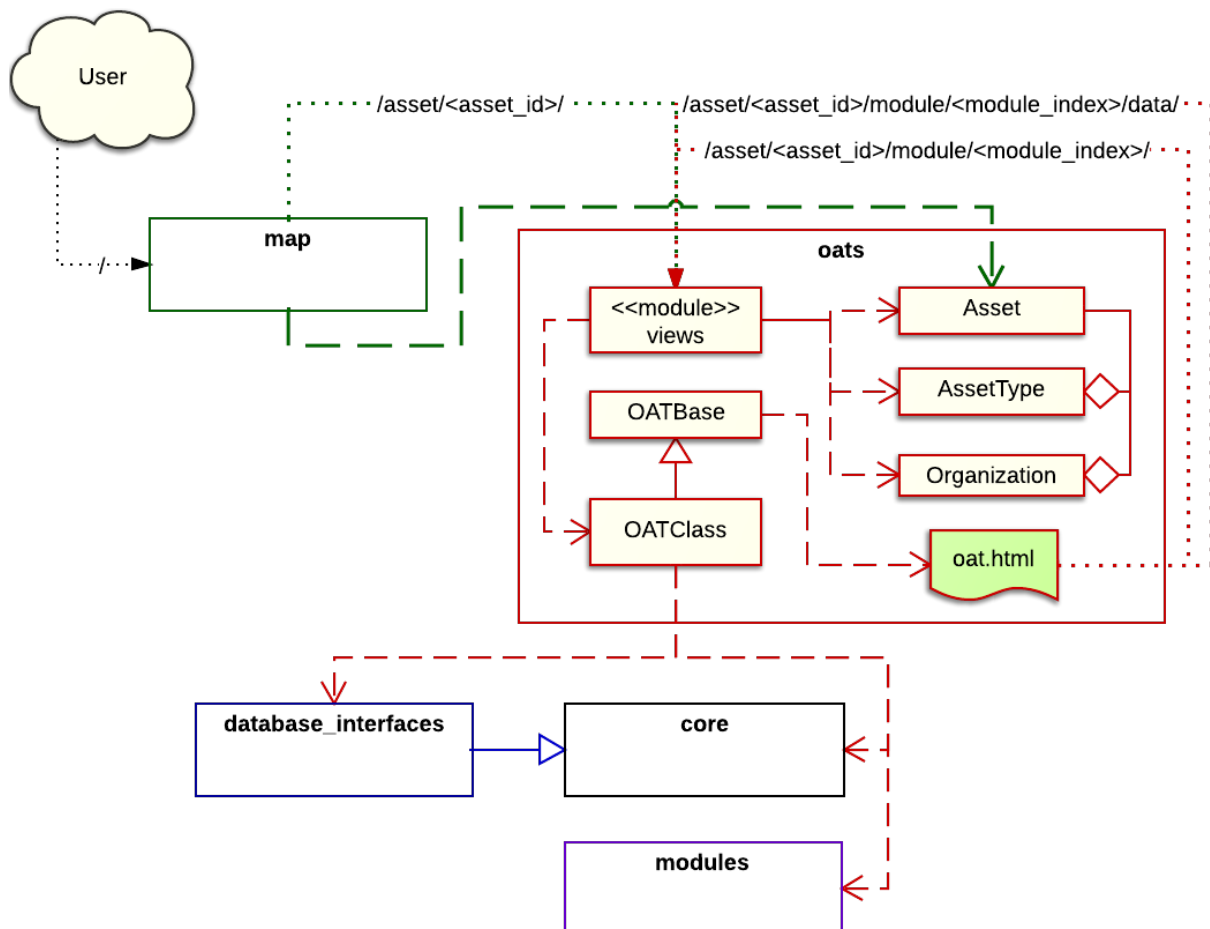 User
/asset/<asset_id>/
/asset/<asset_id>/module/<module_index>/data/
/asset/<asset_id>/module/<module_index>/
map
/
oats
<<module>>
views
Asset
AssetType
OATBase
Organization
OATClass
oat.html
database_interfaces
core
modules